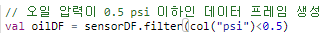 // 오일 압력이 0.5 psi 이하인 데이터 프레임 생성
val oilDF = sensorDF.filter(col("psi")<0.5)